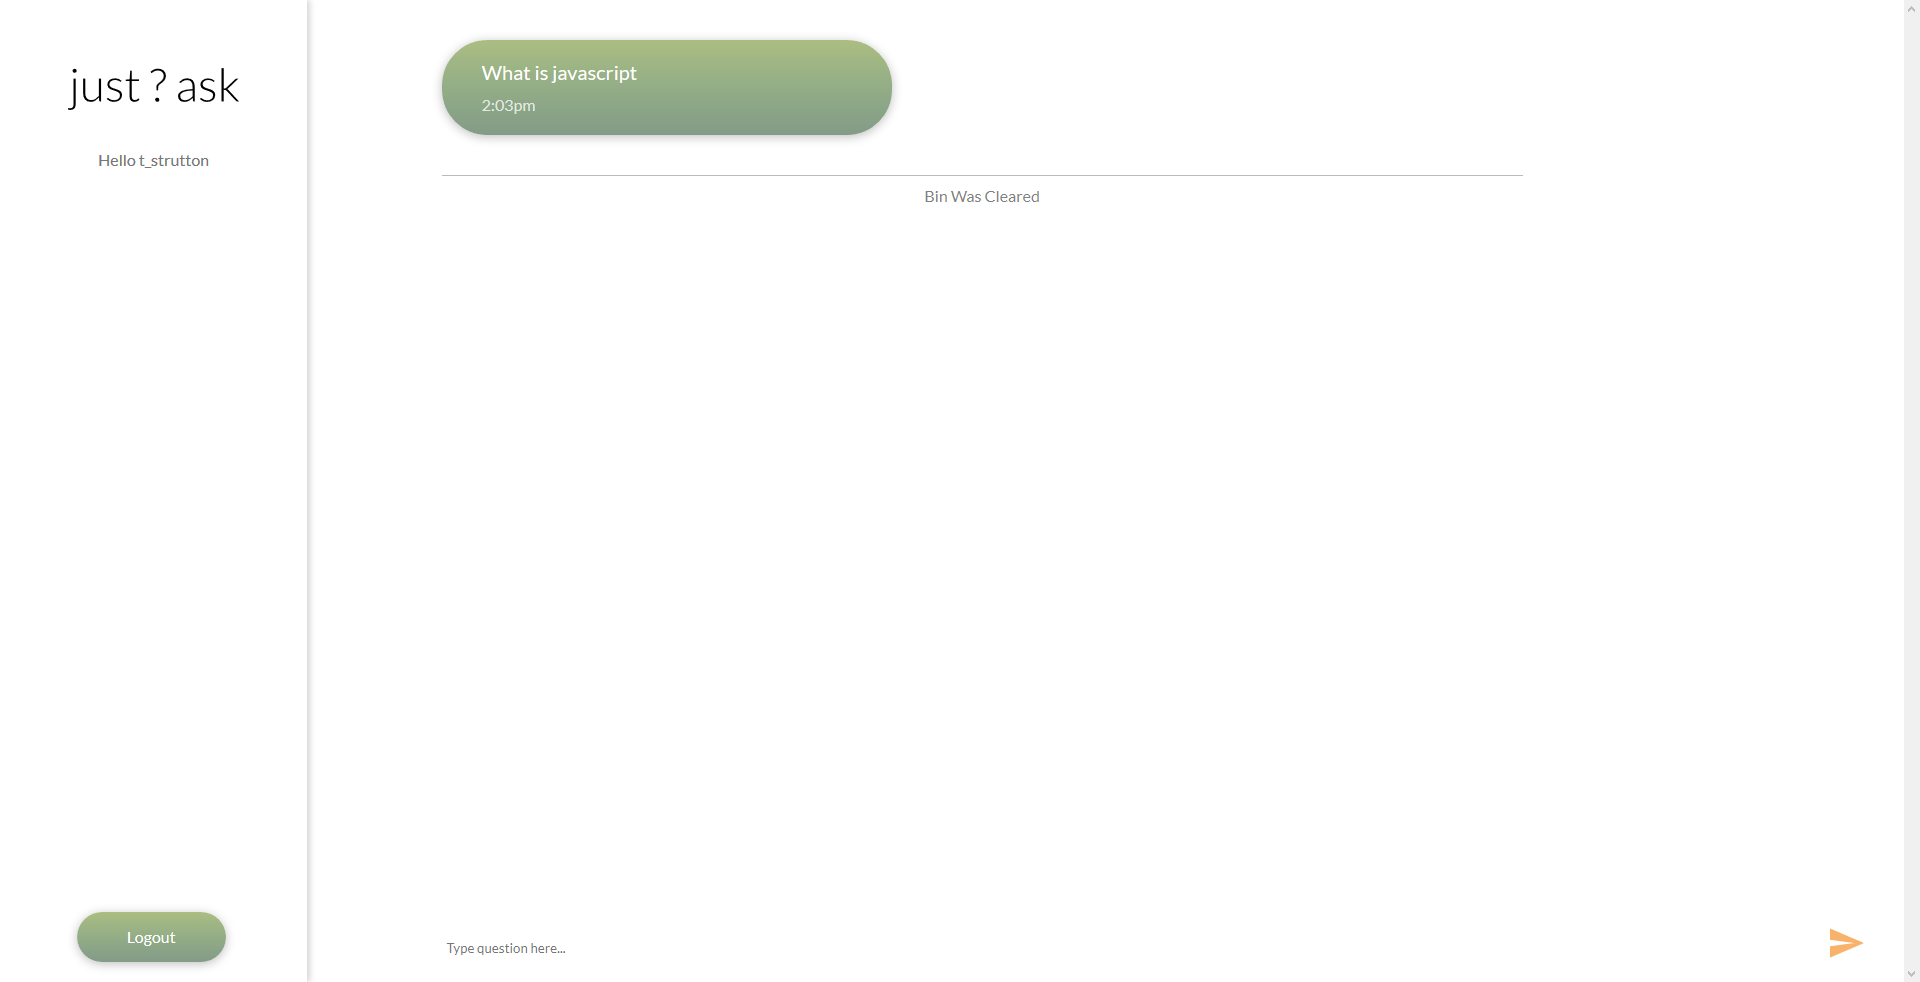 just ? ask
Hello t_strutton
What is javascript
2:03pm
Bin Was Cleared
Logout
Type question here...